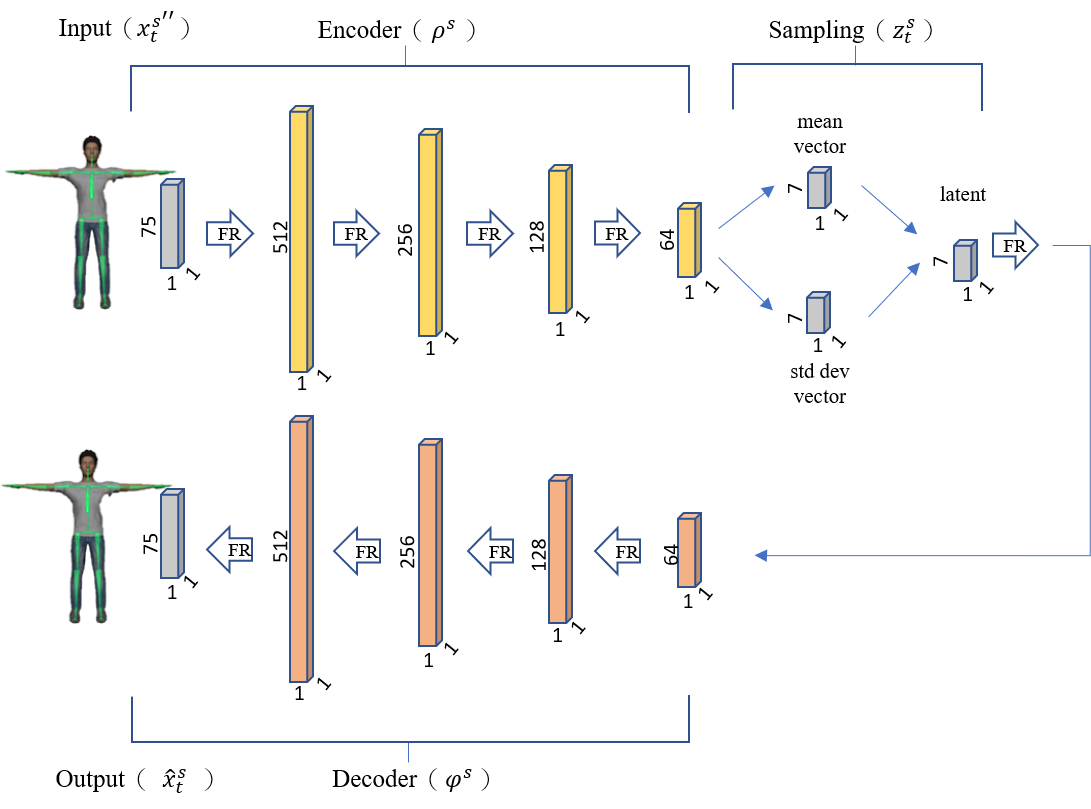 Input（$x_t^{s''}$）
Encoder（$\rho^s$）
Sampling（$z_t^s$）
mean
vector
latent
75
1
1
FR
512
1
1
FR
256
1
1
FR
128
1
1
FR
64
1
1
7
1
1
7
1
1
std dev
vector
7
1
1
FR
75
1
1
FR
512
1
1
FR
256
1
1
FR
128
1
1
FR
64
1
1
Output（$\hat{x}_t^s$）
Decoder（$\varphi^s$）